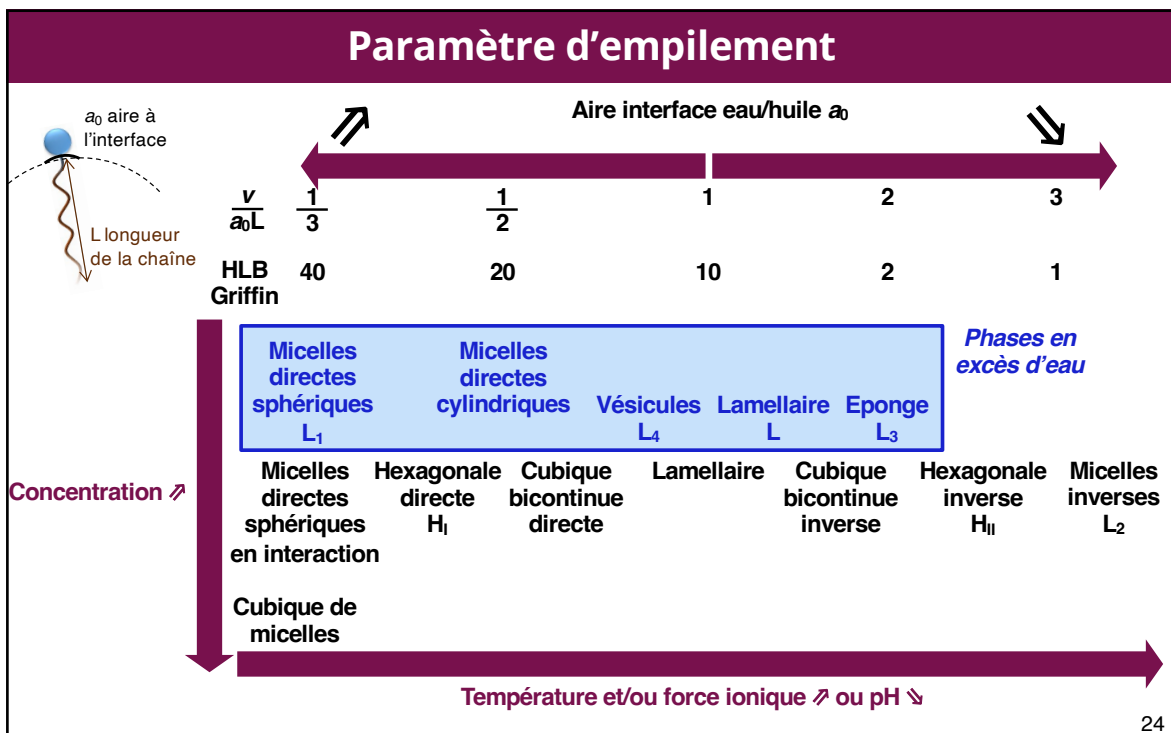 Paramètre d'empilement
a₀ aire à
l'interface
L longueur
de la chaîne
⇗ Aire interface eau/huile a₀ ⇘
v/a₀L 1/3 1/2 1 2 3
HLB
Griffin
40 20 10 2 1
Phases en
excès d'eau
Micelles
directes
sphériques
L₁
Micelles
directes
cylindriques
Vésicules
L₄
Lamellaire
L
Eponge
L₃
Concentration ⇗
Micelles
directes
sphériques
en interaction
Hexagonale
directe
H_I
Cubique
bicontinue
directe
Lamellaire
Cubique
bicontinue
inverse
Hexagonale
inverse
H_II
Micelles
inverses
L₂
Cubique de
micelles
Température et/ou force ionique ⇗ ou pH ⇘
24